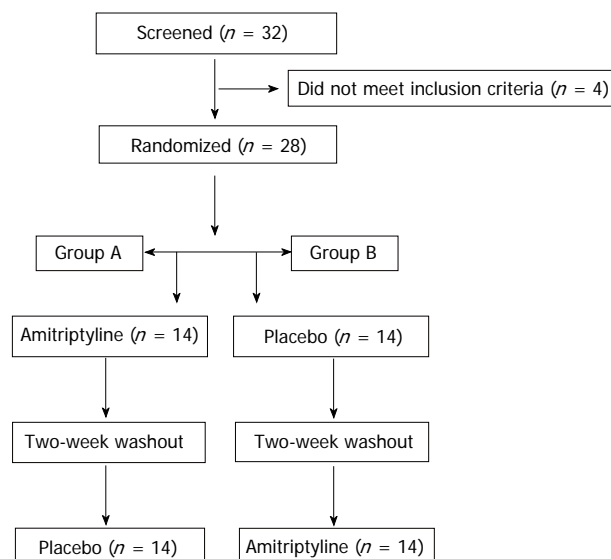 Screened (n = 32)
Did not meet inclusion criteria (n = 4)
Randomized (n = 28)
Group A
Group B
Amitriptyline (n = 14)
Placebo (n = 14)
Two-week washout
Two-week washout
Placebo (n = 14)
Amitriptyline (n = 14)